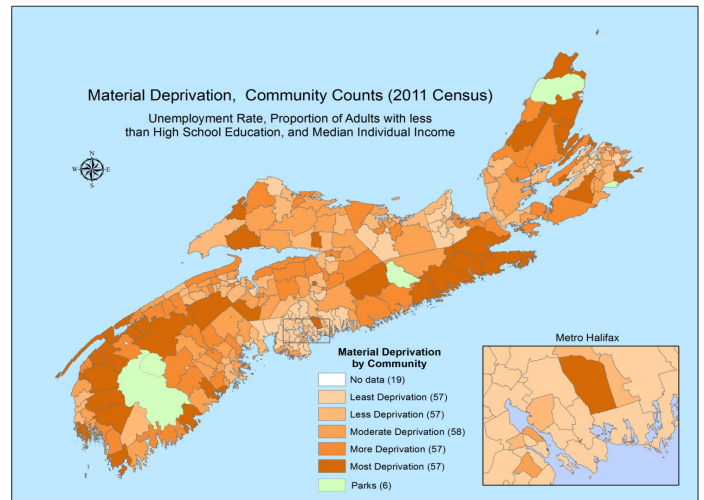 Material Deprivation, Community Counts (2011 Census)
Unemployment Rate, Proportion of Adults with less
than High School Education, and Median Individual Income
N
W E
S
Material Deprivation
by Community
No data (19)
Least Deprivation (57)
Less Deprivation (57)
Moderate Deprivation (58)
More Deprivation (57)
Most Deprivation (57)
Parks (6)
Metro Halifax